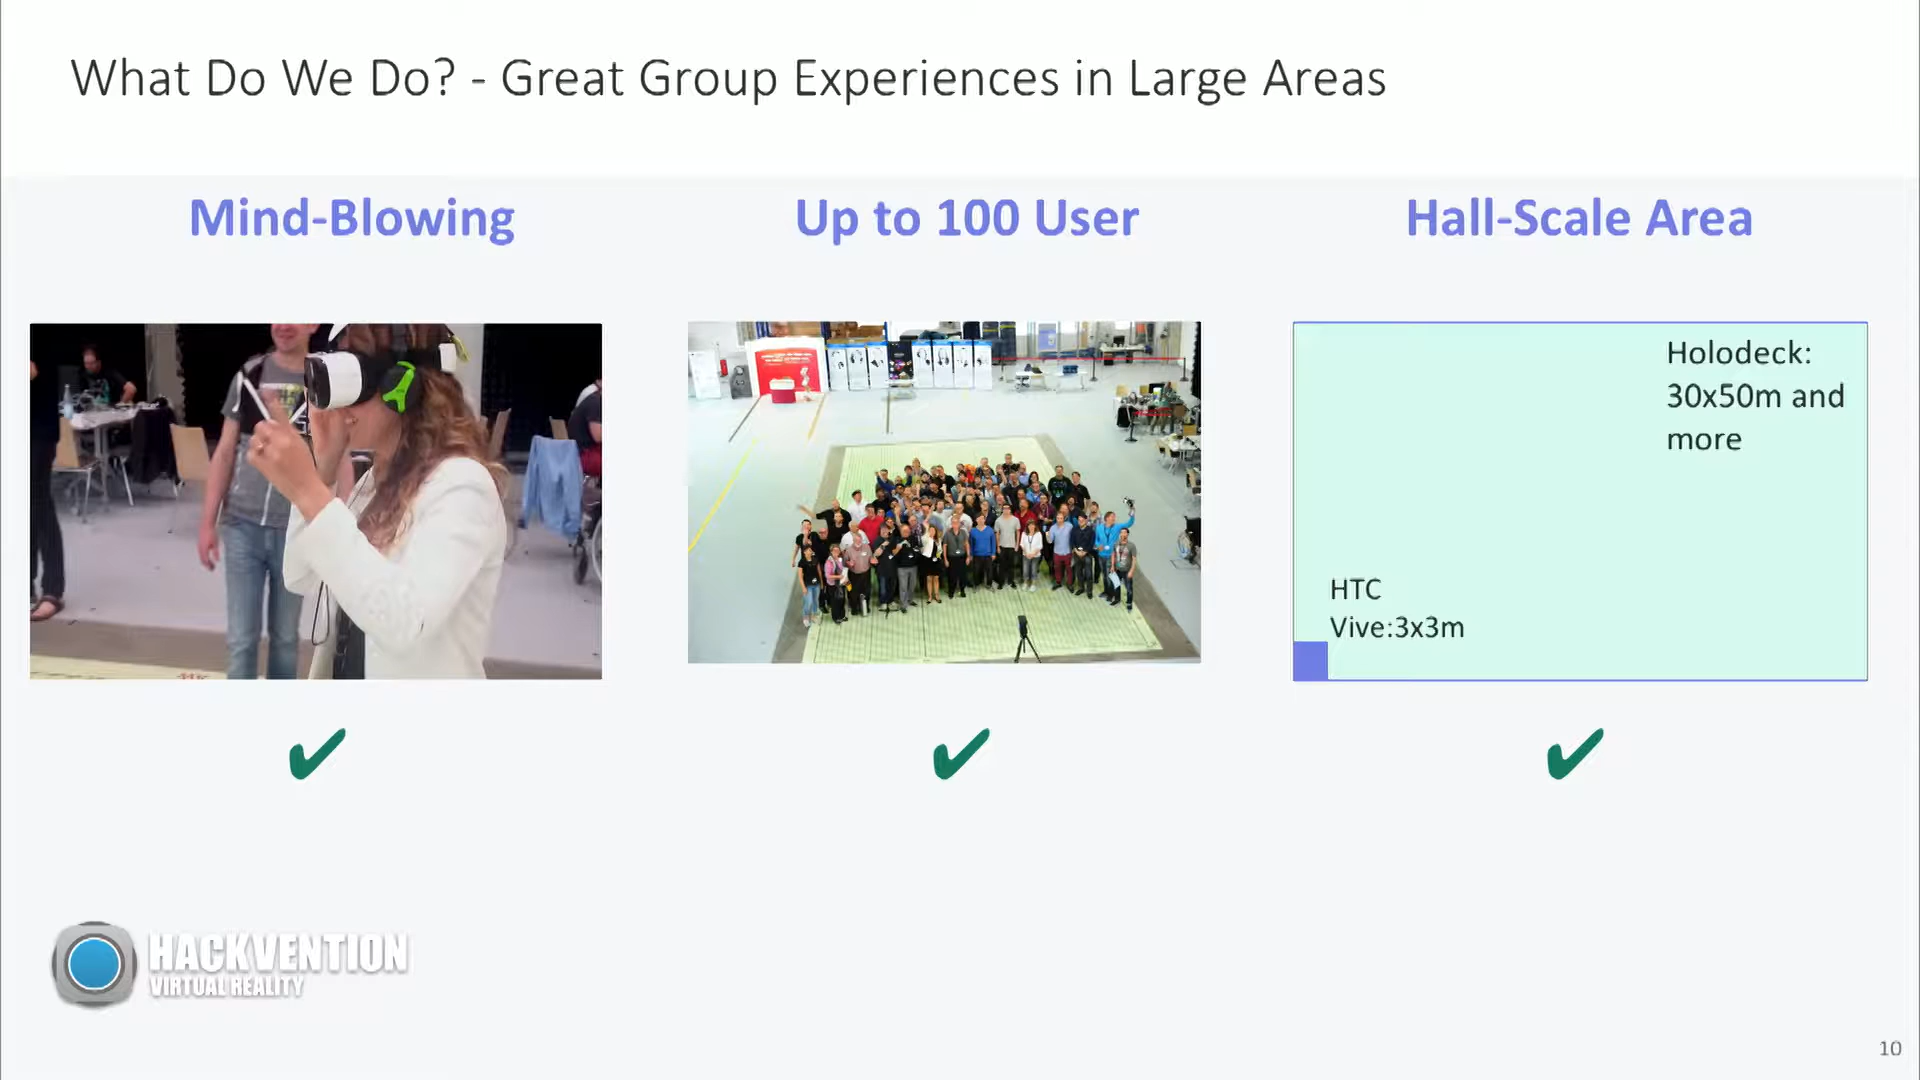 What Do We Do? - Great Group Experiences in Large Areas
Mind-Blowing
Up to 100 User
Hall-Scale Area
Holodeck:
30x50m and
more
HTC
Vive:3x3m
HACKVENTION
VIRTUAL REALITY
10